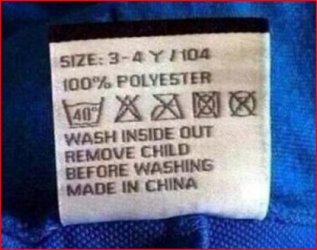 SIZE: 3-4 Y / 104
100% POLYESTER
40°
WASH INSIDE OUT
REMOVE CHILD
BEFORE WASHING
MADE IN CHINA